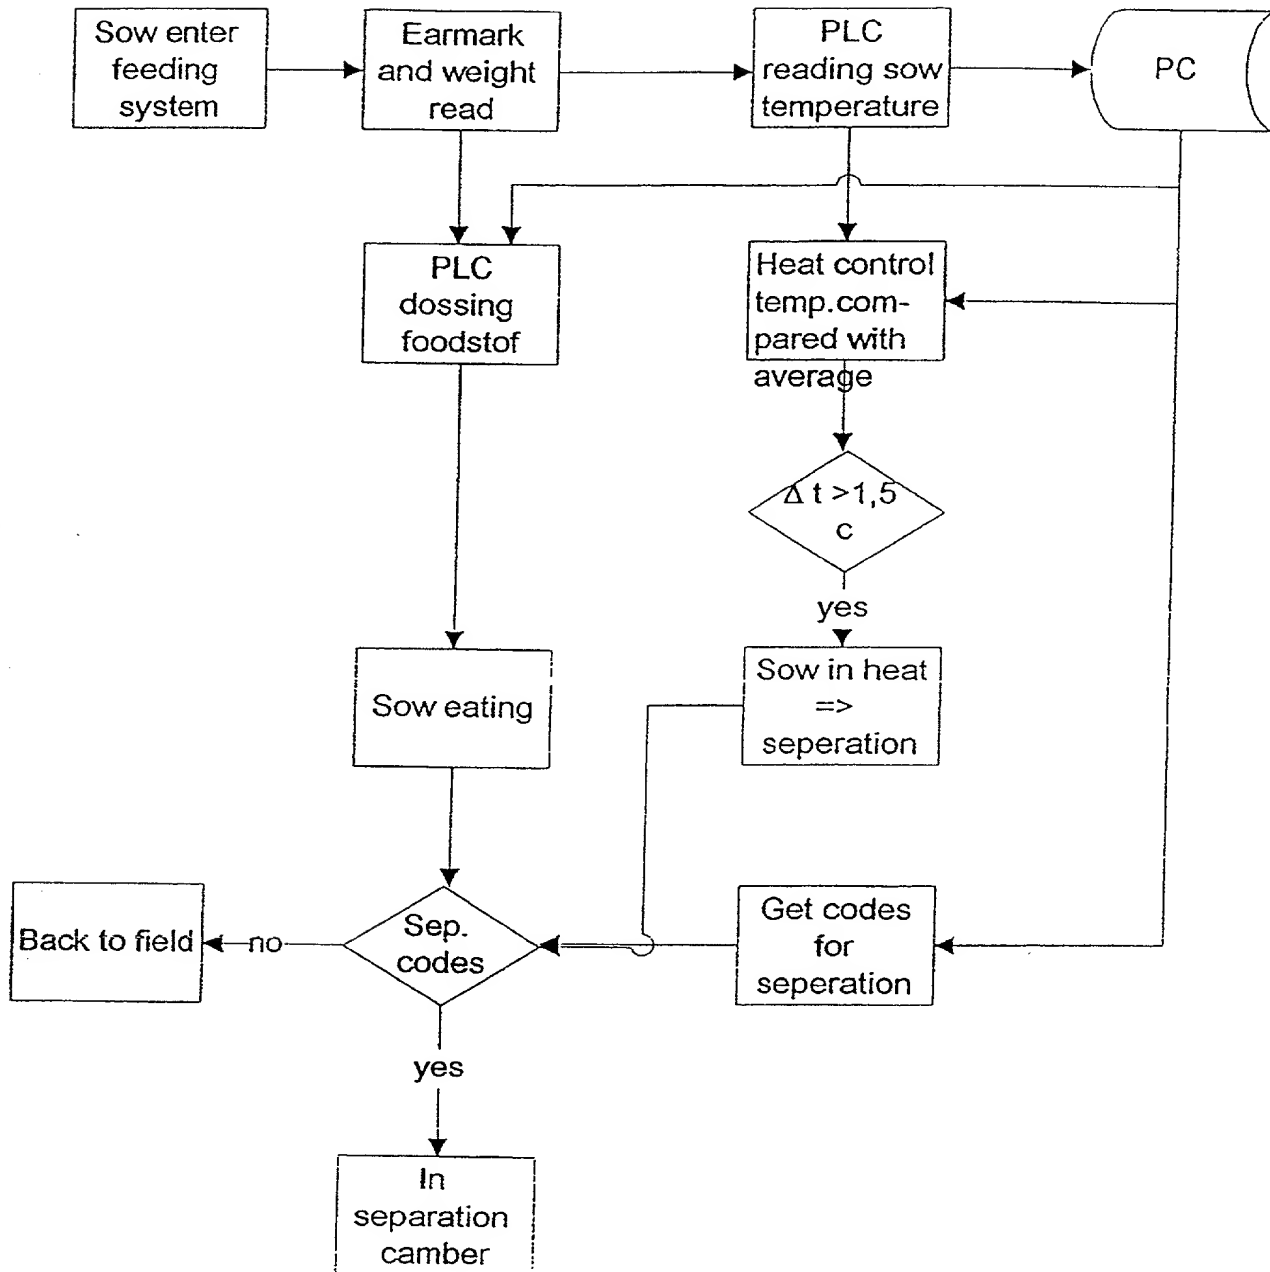 Sow enter
feeding
system
Earmark
and weight
read
PLC
reading sow
temperature
PC
PLC
dossing
foodstof
Heat control
temp.com-
pared with
average
Δ t >1,5
c
yes
Sow eating
Sow in heat
=>
seperation
Back to field
no
Sep.
codes
Get codes
for
seperation
yes
In
separation
camber